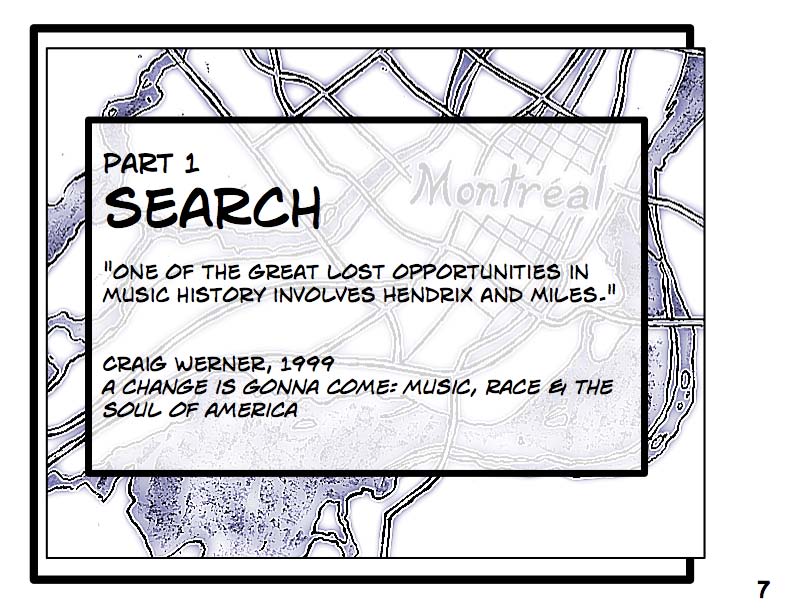 PART 1
SEARCH
Montréal
"ONE OF THE GREAT LOST OPPORTUNITIES IN
MUSIC HISTORY INVOLVES HENDRIX AND MILES."
CRAIG WERNER, 1999
A CHANGE IS GONNA COME: MUSIC, RACE & THE
SOUL OF AMERICA
7